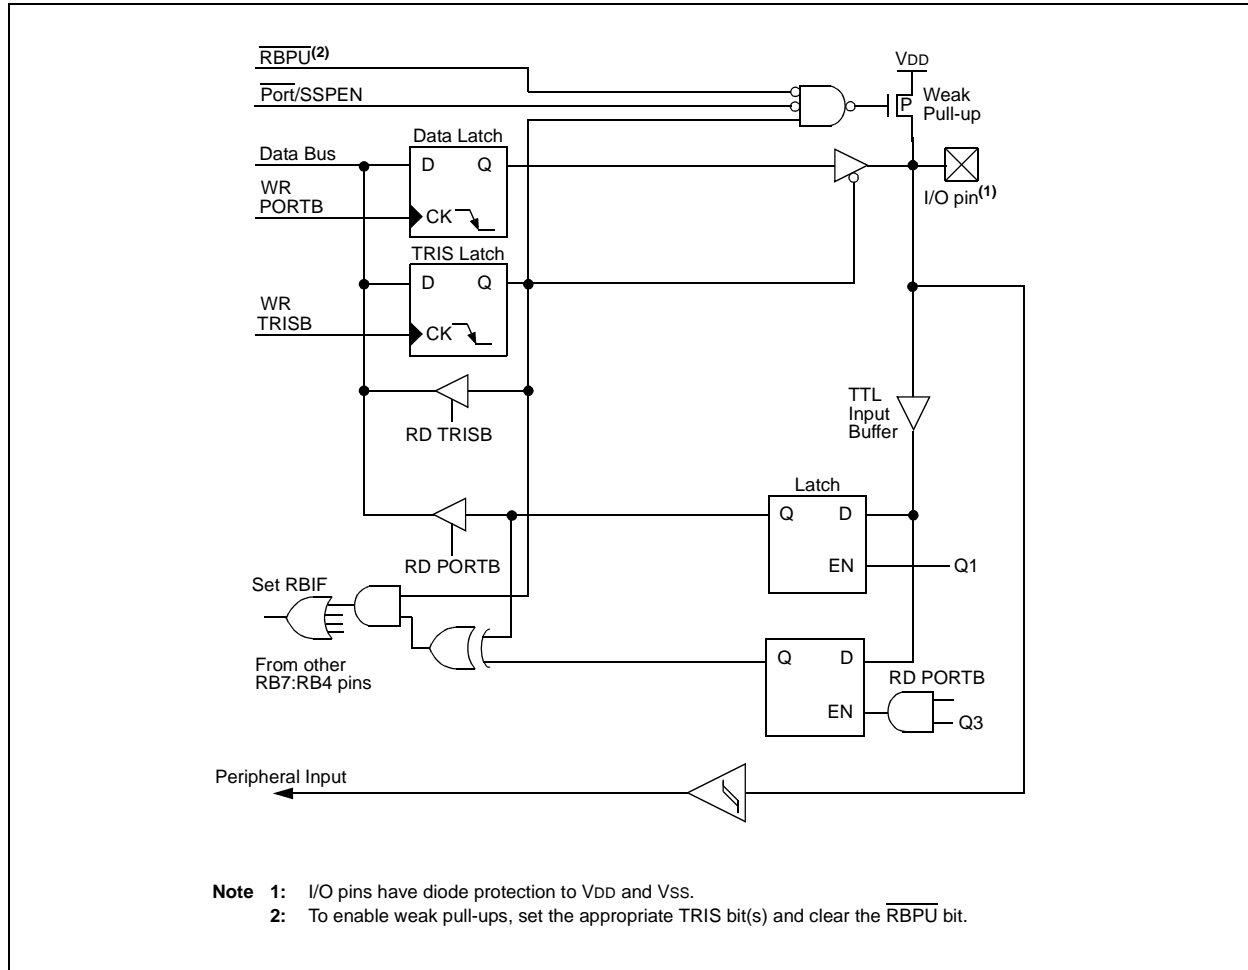 RBPU(2)
Port/SSPEN
VDD
P
Weak
Pull-up
Data Latch
Data Bus
D Q
WR
PORTB
CK
I/O pin(1)
TRIS Latch
D Q
WR
TRISB
CK
RD TRISB
TTL
Input
Buffer
Latch
Q D
EN
Q1
RD PORTB
Set RBIF
From other
RB7:RB4 pins
Q D
RD PORTB
EN
Q3
Peripheral Input
Note 1: I/O pins have diode protection to VDD and VSS.
2: To enable weak pull-ups, set the appropriate TRIS bit(s) and clear the RBPU bit.